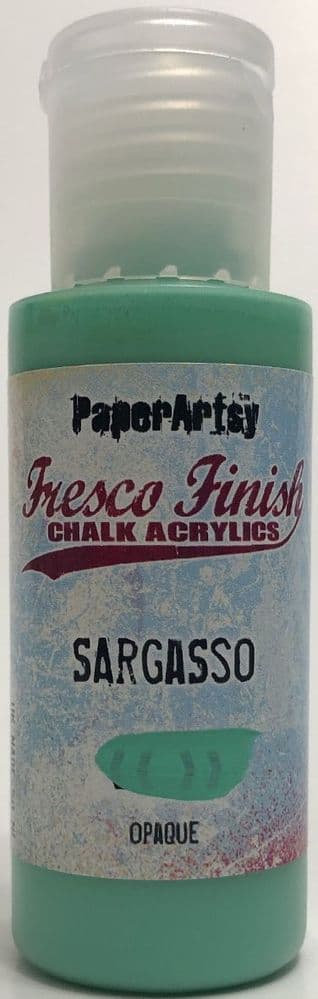 PaperArtsy
Fresco Finish
CHALK ACRYLICS
SARGASSO
OPAQUE